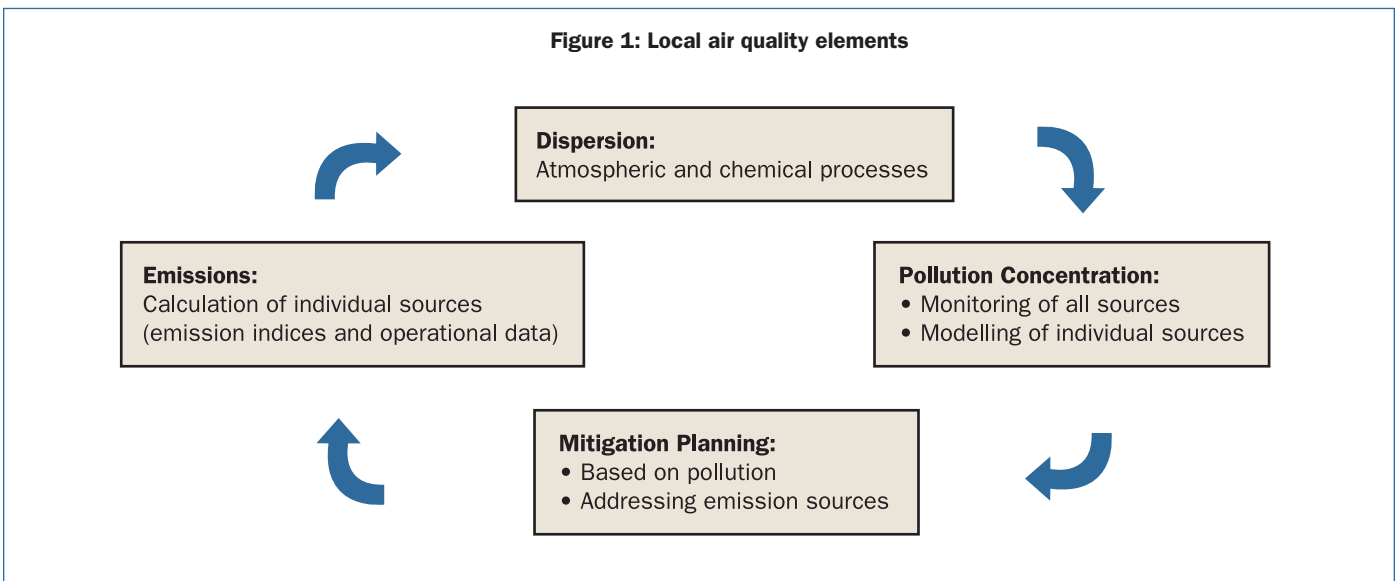 Figure 1: Local air quality elements
Dispersion:
Atmospheric and chemical processes
Emissions:
Calculation of individual sources
(emission indices and operational data)
Pollution Concentration:
• Monitoring of all sources
• Modelling of individual sources
Mitigation Planning:
• Based on pollution
• Addressing emission sources